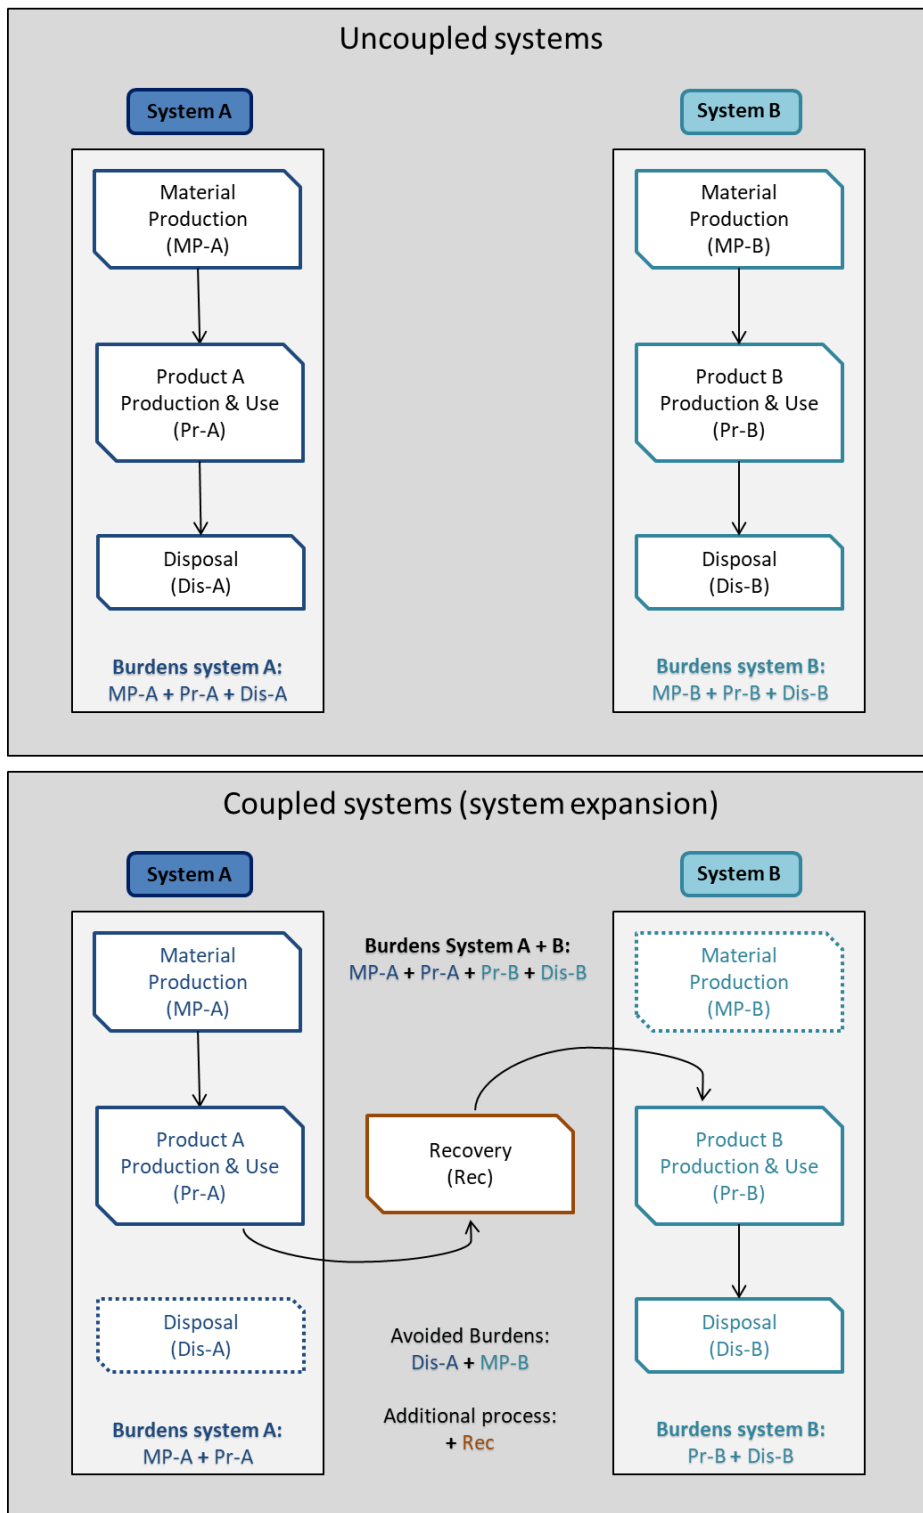 Uncoupled systems
System A
Material
Production
(MP-A)
Product A
Production & Use
(Pr-A)
Disposal
(Dis-A)
Burdens system A:
MP-A + Pr-A + Dis-A
System B
Material
Production
(MP-B)
Product B
Production & Use
(Pr-B)
Disposal
(Dis-B)
Burdens system B:
MP-B + Pr-B + Dis-B
Coupled systems (system expansion)
System A
Material
Production
(MP-A)
Product A
Production & Use
(Pr-A)
Disposal
(Dis-A)
Burdens system A:
MP-A + Pr-A
Burdens System A + B:
MP-A + Pr-A + Pr-B + Dis-B
Recovery
(Rec)
Avoided Burdens:
Dis-A + MP-B
Additional process:
+ Rec
System B
Material
Production
(MP-B)
Product B
Production & Use
(Pr-B)
Disposal
(Dis-B)
Burdens system B:
Pr-B + Dis-B